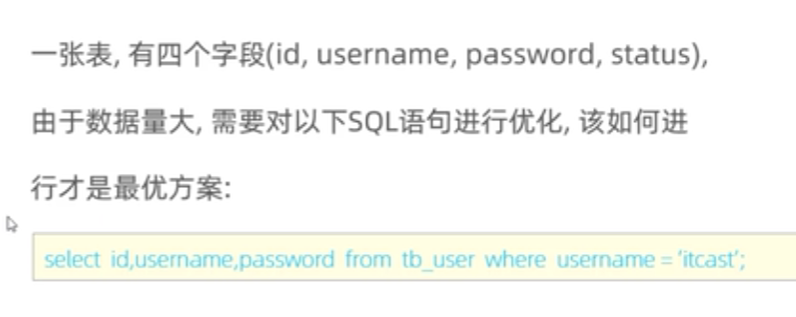 一张表, 有四个字段(id, username, password, status),
由于数据量大, 需要对以下SQL语句进行优化, 该如何进
行才是最优方案:
select id,username,password from tb_user where username = 'itcast';